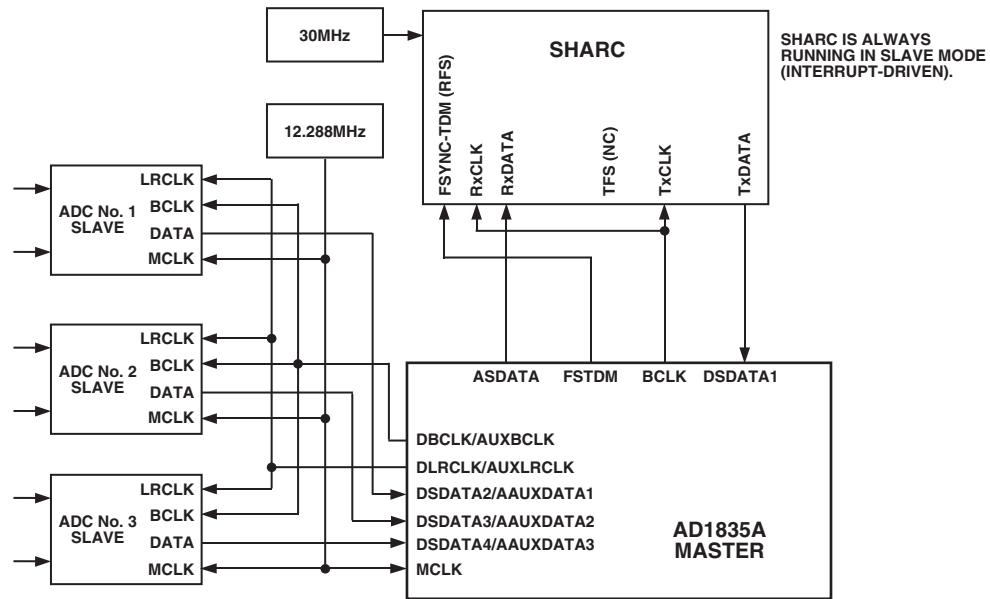 30MHz
SHARC
SHARC IS ALWAYS
RUNNING IN SLAVE MODE
(INTERRUPT-DRIVEN).
12.288MHz
FSYNC-TDM (RFS)
RxCLK
RxDATA
TFS (NC)
TxCLK
TxDATA
ADC No. 1
SLAVE
LRCLK
BCLK
DATA
MCLK
ADC No. 2
SLAVE
LRCLK
BCLK
DATA
MCLK
ADC No. 3
SLAVE
LRCLK
BCLK
DATA
MCLK
ASDATA FSTDM BCLK DSDATA1
DBCLK/AUXBCLK
DLRCLK/AUXLRCLK
DSDATA2/AAUXDATA1
DSDATA3/AAUXDATA2
DSDATA4/AAUXDATA3
MCLK
AD1835A
MASTER